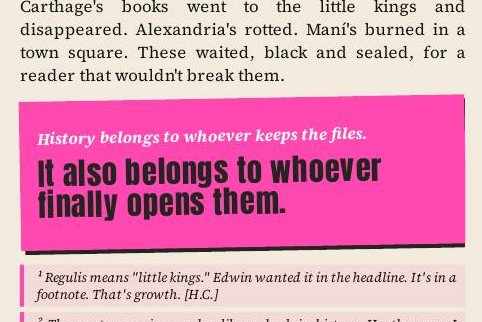 Carthage's books went to the little kings and
disappeared. Alexandria's rotted. Maní's burned in a
town square. These waited, black and sealed, for a
reader that wouldn't break them.
History belongs to whoever keeps the files.
It also belongs to whoever
finally opens them.
¹ Regulis means "little kings." Edwin wanted it in the headline. It's in a
footnote. That's growth. [H.C.]